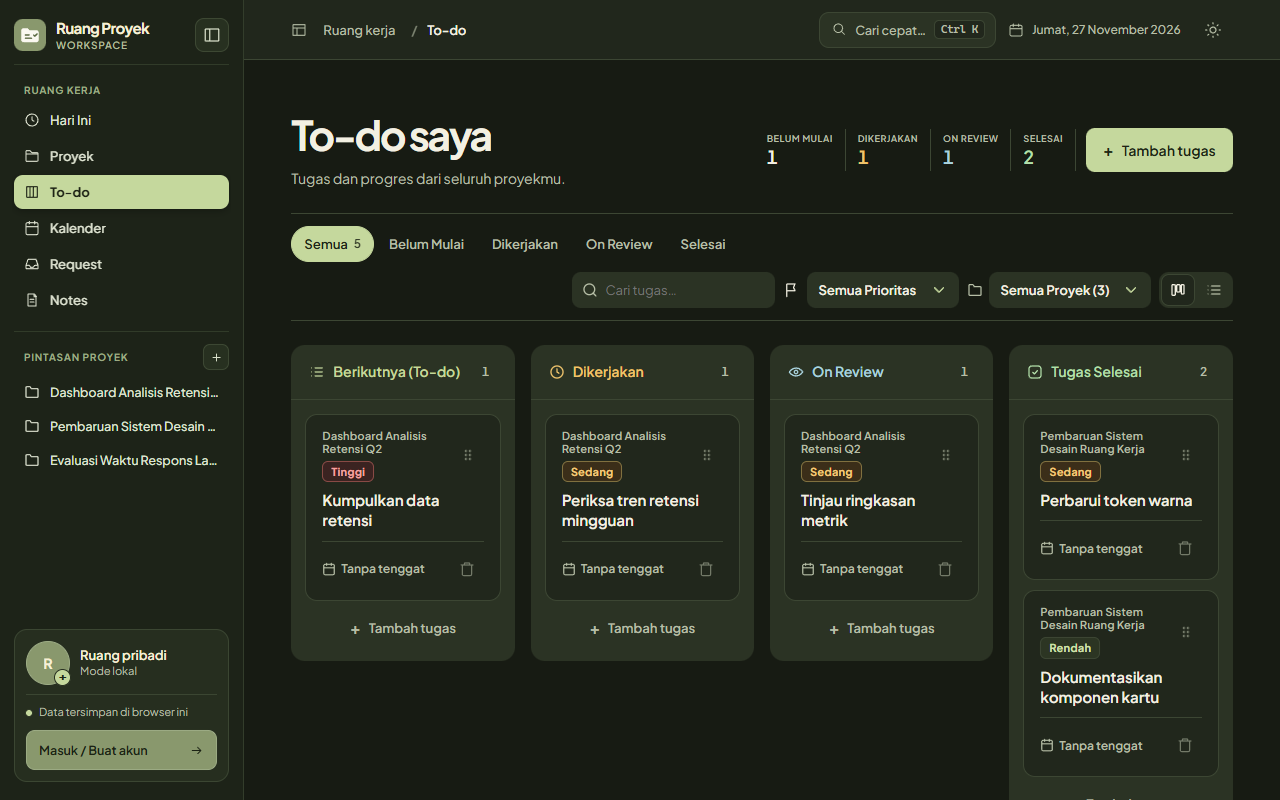 Ruang Proyek
WORKSPACE
RUANG KERJA
Hari Ini
Proyek
To-do
Kalender
Request
Notes
PINTASAN PROYEK
+
Dashboard Analisis Retensi...
Pembaruan Sistem Desain ...
Evaluasi Waktu Respons La...
R
+
Ruang pribadi
Mode lokal
Data tersimpan di browser ini
Masuk / Buat akun →
Ruang kerja / To-do
Cari cepat... Ctrl K
Jumat, 27 November 2026
To-do saya
Tugas dan progres dari seluruh proyekmu.
BELUM MULAI
1
DIKERJAKAN
1
ON REVIEW
1
SELESAI
2
+ Tambah tugas
Semua 5
Belum Mulai
Dikerjakan
On Review
Selesai
Cari tugas...
Semua Prioritas
Semua Proyek (3)
Berikutnya (To-do) 1
Dashboard Analisis
Retensi Q2
Tinggi
Kumpulkan data
retensi
Tanpa tenggat
+ Tambah tugas
Dikerjakan 1
Dashboard Analisis
Retensi Q2
Sedang
Periksa tren retensi
mingguan
Tanpa tenggat
+ Tambah tugas
On Review 1
Dashboard Analisis
Retensi Q2
Sedang
Tinjau ringkasan
metrik
Tanpa tenggat
+ Tambah tugas
Tugas Selesai 2
Pembaruan Sistem
Desain Ruang Kerja
Sedang
Perbarui token warna
Tanpa tenggat
Pembaruan Sistem
Desain Ruang Kerja
Rendah
Dokumentasikan
komponen kartu
Tanpa tenggat